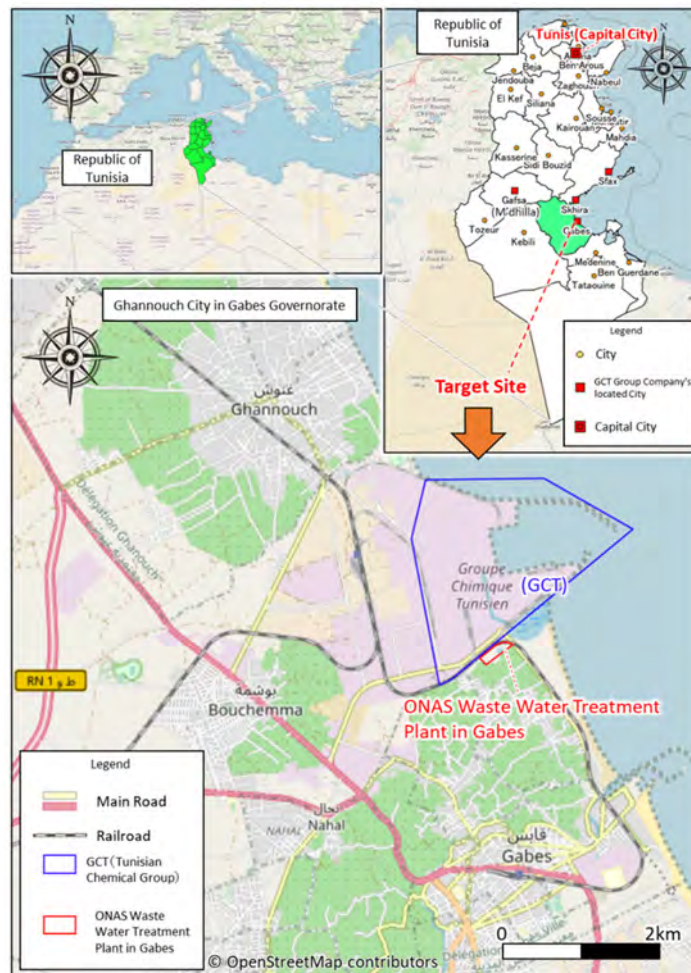 N
Republic of
Tunisia
Republic of
Tunisia
Tunis (Capital City)
Beja
Ben Arous
Jendouba
Nabeul
Zaghouan
El Kef
Siliana
Sousse
Kairouan
Mahdia
Kasserine
Sidi Bouzid
Sfax
Gafsa
(M'dhilla)
Skhira
Tozeur
Gabes
Kebili
Medenine
Ben Guerdane
Tataouine
Legend
City
GCT Group Company's
located City
Capital City
Target Site
N
Ghannouch City in Gabes Governorate
غنوش
Ghannouch
Delegation Ghannouch
Groupe
Chimique
Tunisien
(GCT)
RN 1 ط و
بوشمة
Bouchemma
ONAS Waste Water Treatment
Plant in Gabes
نحال
Nahal
NAHAL
قابس
Gabes
Legend
Main Road
Railroad
GCT(Tunisian
Chemical Group)
ONAS Waste
Water Treatment
Plant in Gabes
0 2km
© OpenStreetMap contributors